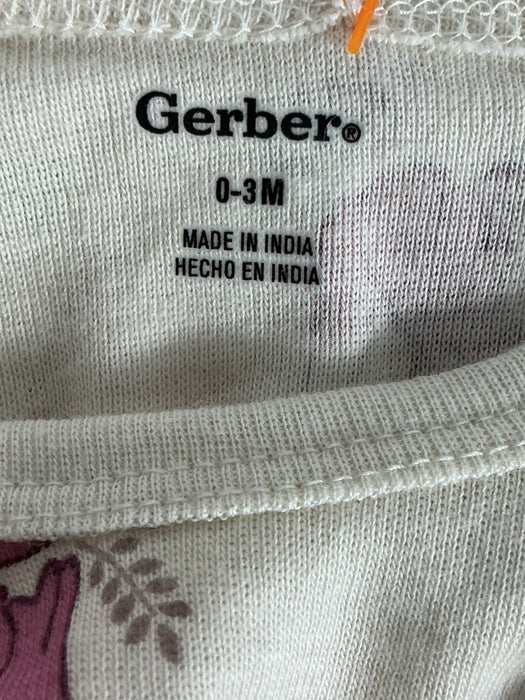 Gerber®
0-3M
MADE IN INDIA
HECHO EN INDIA